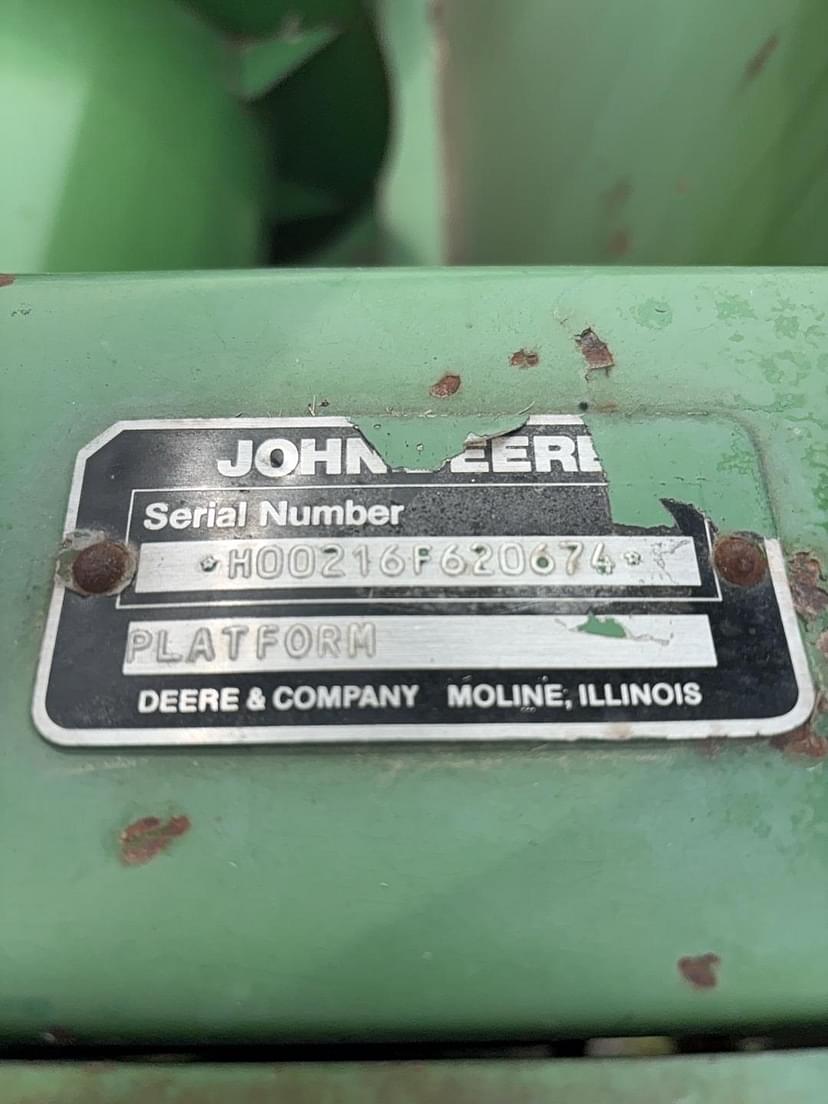 JOHN DEERE
Serial Number
*H00216F620674*
PLATFORM
DEERE & COMPANY MOLINE, ILLINOIS